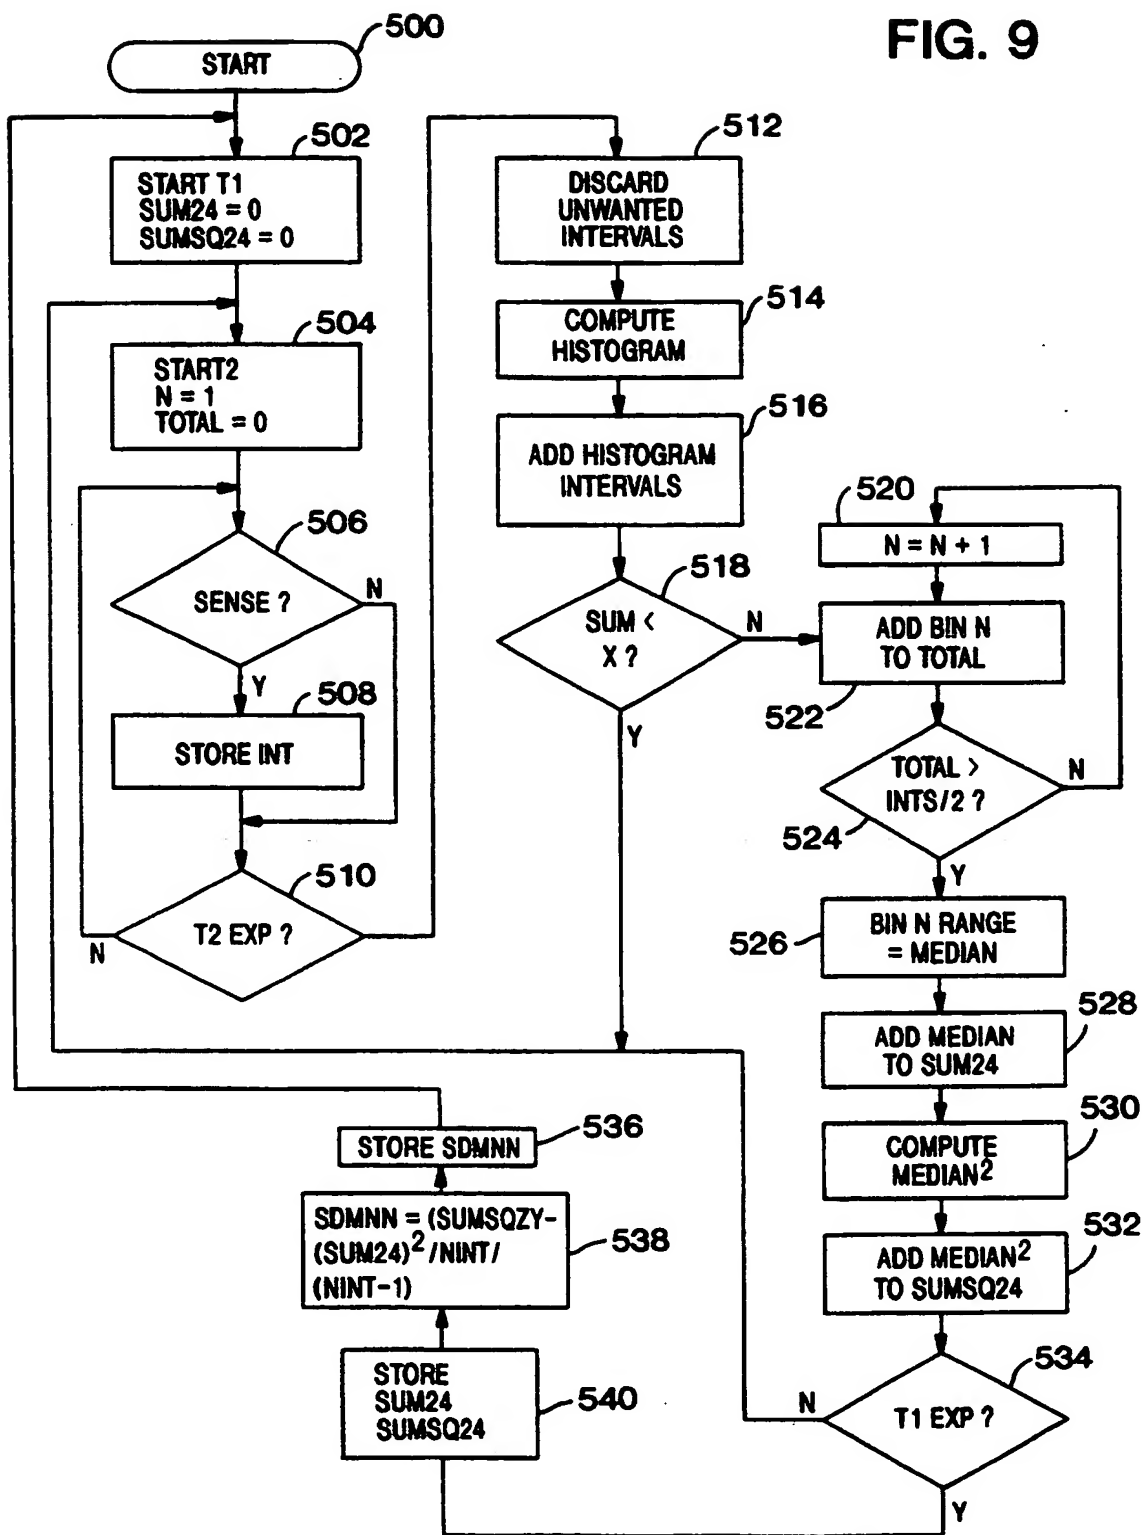 FIG. 9
500
START
502
START T1
SUM24 = 0
SUMSQ24 = 0
504
START2
N = 1
TOTAL = 0
506
SENSE ?
N
Y
508
STORE INT
510
T2 EXP ?
N
512
DISCARD
UNWANTED
INTERVALS
514
COMPUTE
HISTOGRAM
516
ADD HISTOGRAM
INTERVALS
518
SUM <
X ?
N
Y
520
N = N + 1
ADD BIN N
TO TOTAL
522
TOTAL >
INTS/2 ?
N
524
Y
BIN N RANGE
= MEDIAN
526
528
ADD MEDIAN
TO SUM24
530
COMPUTE
MEDIAN²
532
ADD MEDIAN²
TO SUMSQ24
534
T1 EXP ?
N
Y
536
STORE SDMNN
SDMNN = (SUMSQZY-
(SUM24)²/NINT/
(NINT-1)
538
STORE
SUM24
SUMSQ24
540